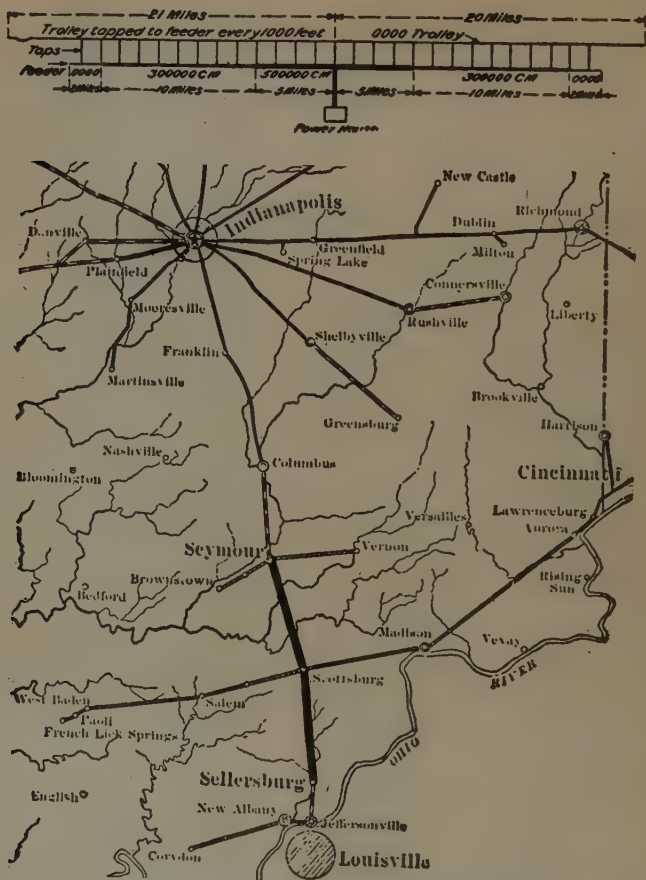 21 Miles 20 Miles
Trolley tapped to feeder every 1000 feet 0000 Trolley
Taps
Feeder
0000 300000 CM 500000 CM 300000 CM 0000
10 Miles 5 Miles 5 Miles 10 Miles
Power House
New Castle
Indianapolis
Richmond
Danville
Dublin
Greenfield
Milton
Spring Lake
Plainfield
Connersville
Mooresville
Rushville
Liberty
Shelbyville
Franklin
Martinsville
Brookville
Greensburg
Harrison
Nashville
Columbus
Bloomington
Cincinnati
Versailles
Lawrenceburg
Aurora
Seymour
Vernon
Brownstown
Bedford
Rising
Sun
Madison
Vevay
RIVER
Scottsburg
West Baden
Salem
Paoli
French Lick Springs
OHIO
Sellersburg
English
New Albany
Jeffersonville
Corydon
Louisville